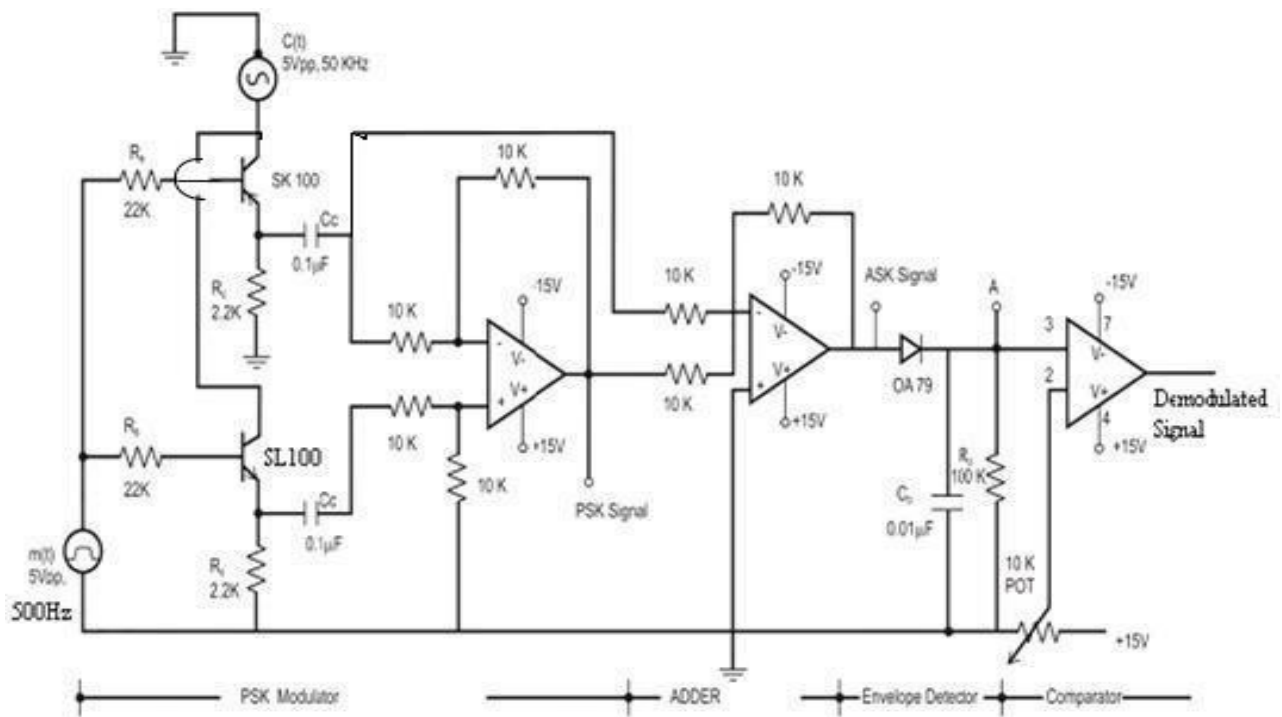 C(t)
5Vpp, 50 KHz
SK 100
22K
Cc
0.1µF
2.2K
10 K
10 K
-15V
V-
V+
+15V
10 K
10 K
PSK Signal
SL100
22K
Cc
0.1µF
2.2K
m(t)
5Vpp,
500Hz
10 K
10 K
10 K
-15V
-
V-
V+
+
+15V
ASK Signal
OA 79
A
100 K
0.01µF
10 K
POT
+15V
3
2
-15V
7
V-
V+
4
+15V
Demodulated
Signal
PSK Modulator
ADDER
Envelope Detector
Comparator